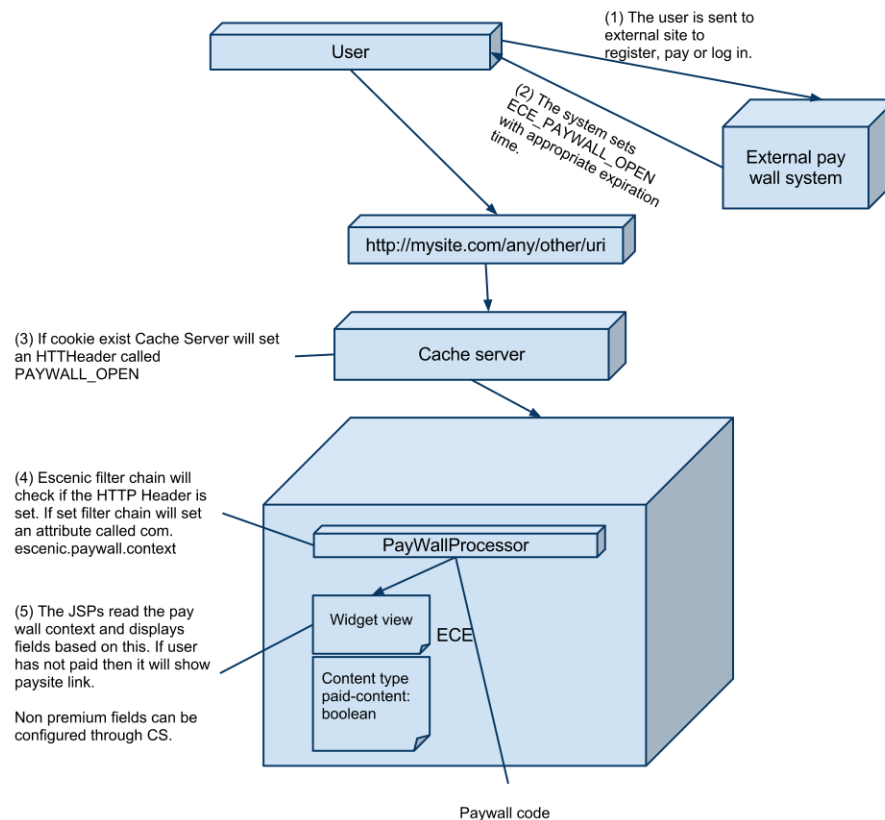 (1) The user is sent to
external site to
register, pay or log in.
User
(2) The system sets
ECE_PAYWALL_OPEN
with appropriate expiration
time.
External pay
wall system
http://mysite.com/any/other/uri
(3) If cookie exist Cache Server will set
an HTTHeader called
PAYWALL_OPEN
Cache server
(4) Escenic filter chain will
check if the HTTP Header is
set. If set filter chain will set
an attribute called com.
escenic.paywall.context
PayWallProcessor
(5) The JSPs read the pay
wall context and displays
fields based on this. If user
has not paid then it will show
paysite link.
Non premium fields can be
configured through CS.
Widget view
ECE
Content type
paid-content:
boolean
Paywall code